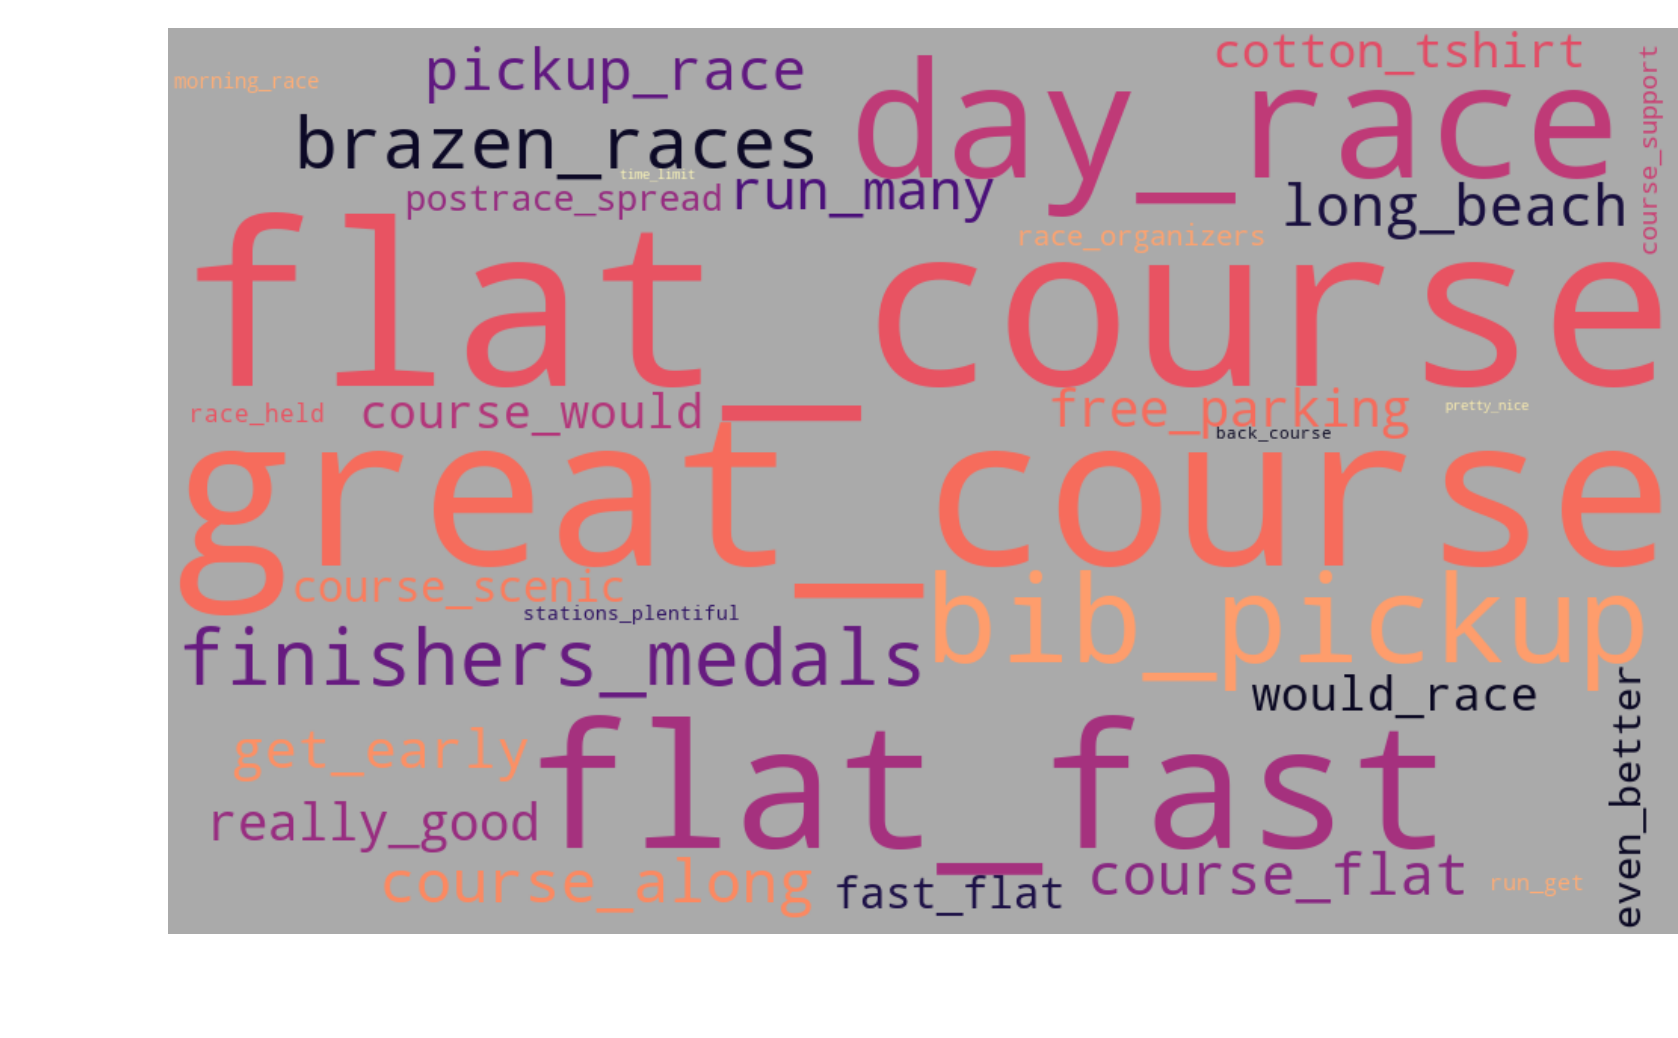 cotton_tshirt
pickup_race
morning_race
day_race
course_support
brazen_races
time_limit
postrace_spread
run_many
long_beach
race_organizers
flat_course
race_held
course_would
free_parking
pretty_nice
back_course
great_course
course_scenic
stations_plentiful
bib_pickup
finishers_medals
would_race
even_better
get_early
flat_fast
really_good
course_along
fast_flat
course_flat
run_get